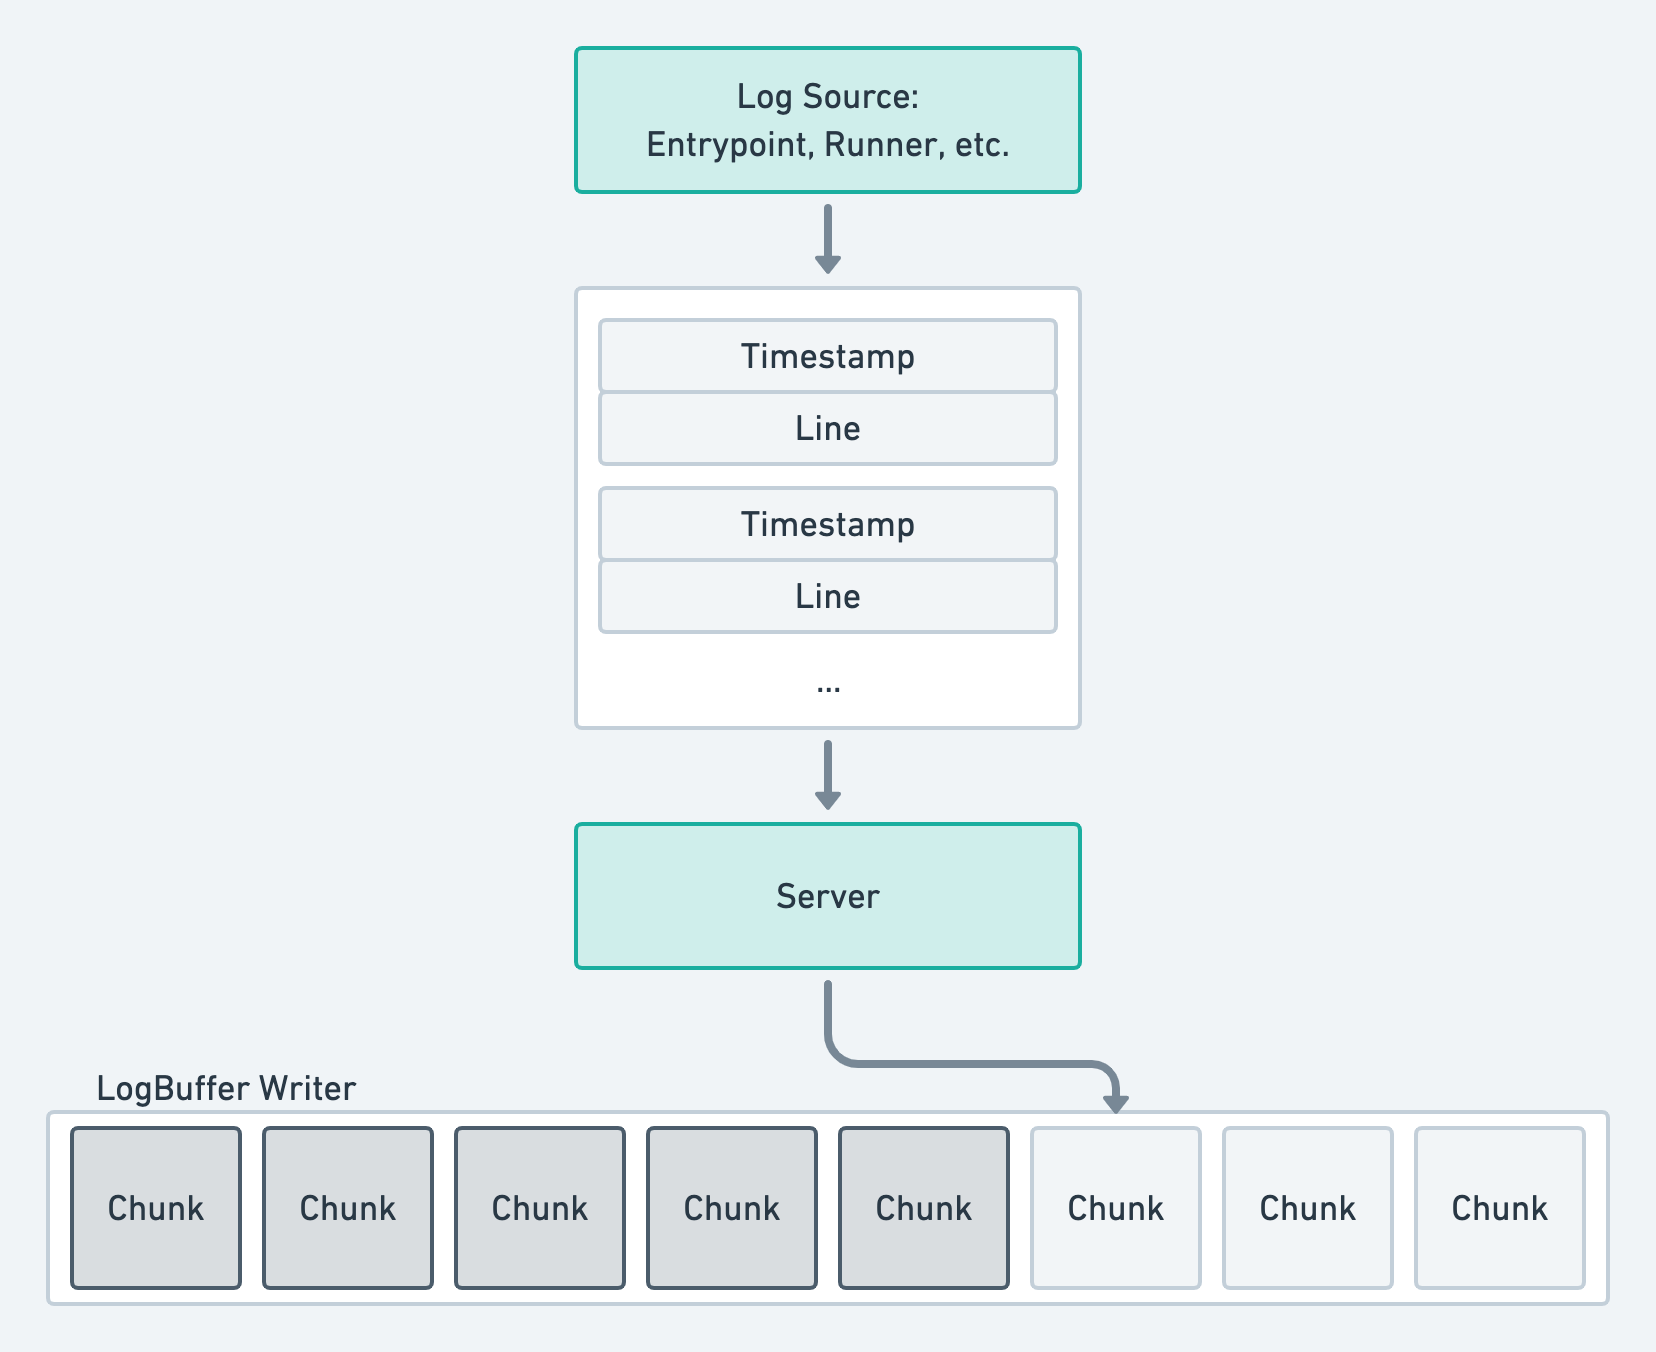 Log Source:
Entrypoint, Runner, etc.
Timestamp
Line
Timestamp
Line
...
Server
LogBuffer Writer
Chunk Chunk Chunk Chunk Chunk Chunk Chunk Chunk